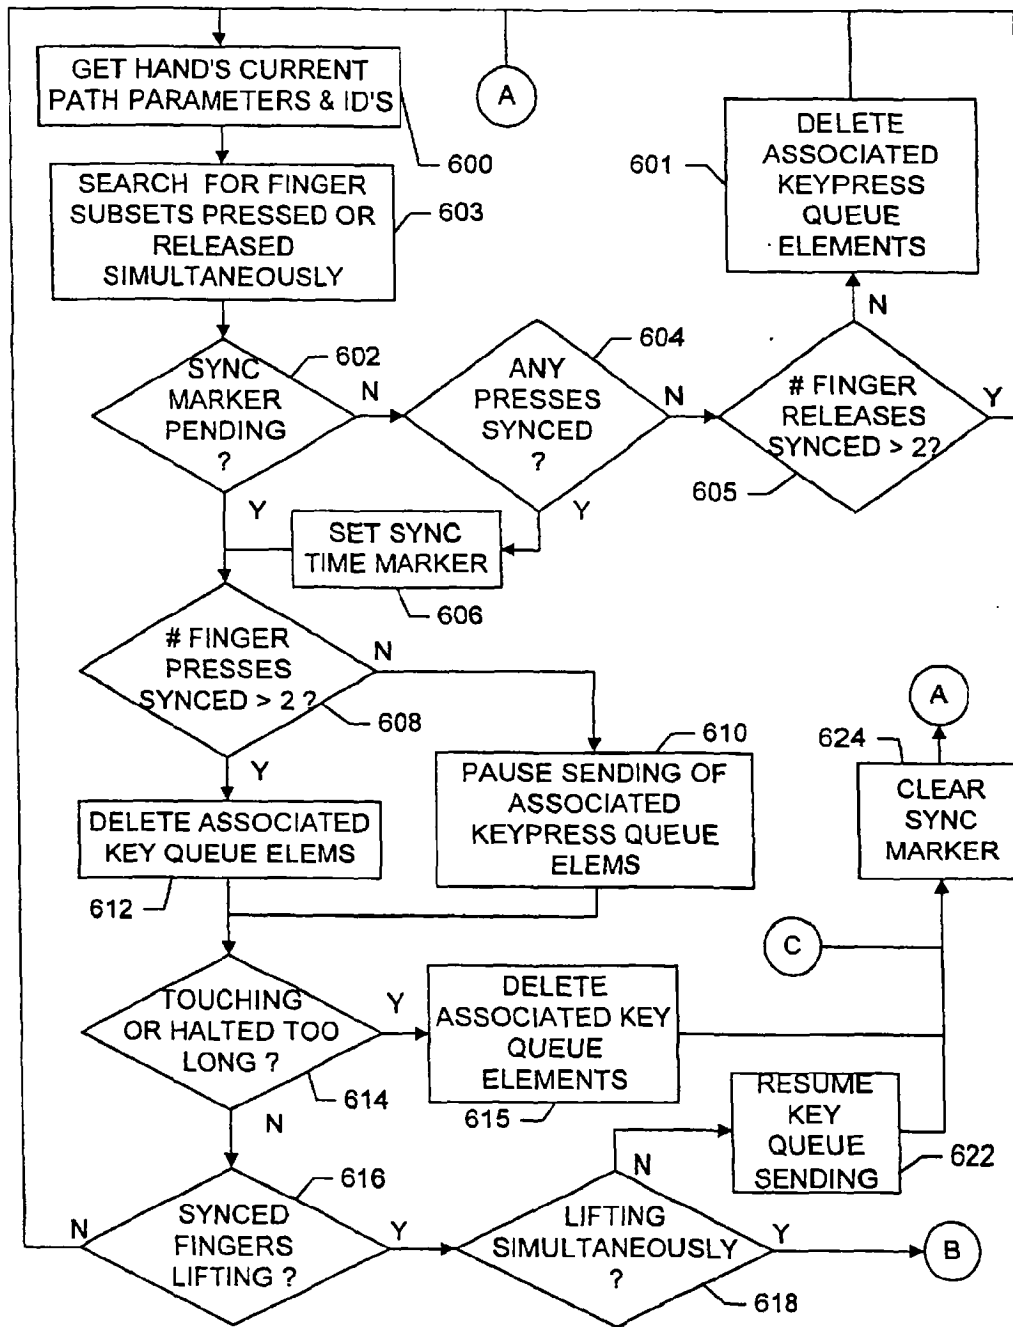 GET HAND'S CURRENT
PATH PARAMETERS & ID'S
600
A
DELETE
ASSOCIATED
KEYPRESS
QUEUE
ELEMENTS
601
SEARCH FOR FINGER
SUBSETS PRESSED OR
RELEASED
SIMULTANEOUSLY
603
SYNC
MARKER
PENDING
?
602
N
Y
ANY
PRESSES
SYNCED
?
604
N
Y
# FINGER
RELEASES
SYNCED > 2?
605
N
Y
SET SYNC
TIME MARKER
606
# FINGER
PRESSES
SYNCED > 2 ?
608
N
Y
PAUSE SENDING OF
ASSOCIATED
KEYPRESS QUEUE
ELEMS
610
DELETE ASSOCIATED
KEY QUEUE ELEMS
612
A
624
CLEAR
SYNC
MARKER
C
TOUCHING
OR HALTED TOO
LONG ?
614
Y
N
DELETE
ASSOCIATED KEY
QUEUE
ELEMENTS
615
RESUME
KEY
QUEUE
SENDING
622
SYNCED
FINGERS
LIFTING ?
616
N
Y
LIFTING
SIMULTANEOUSLY
?
618
N
Y
B